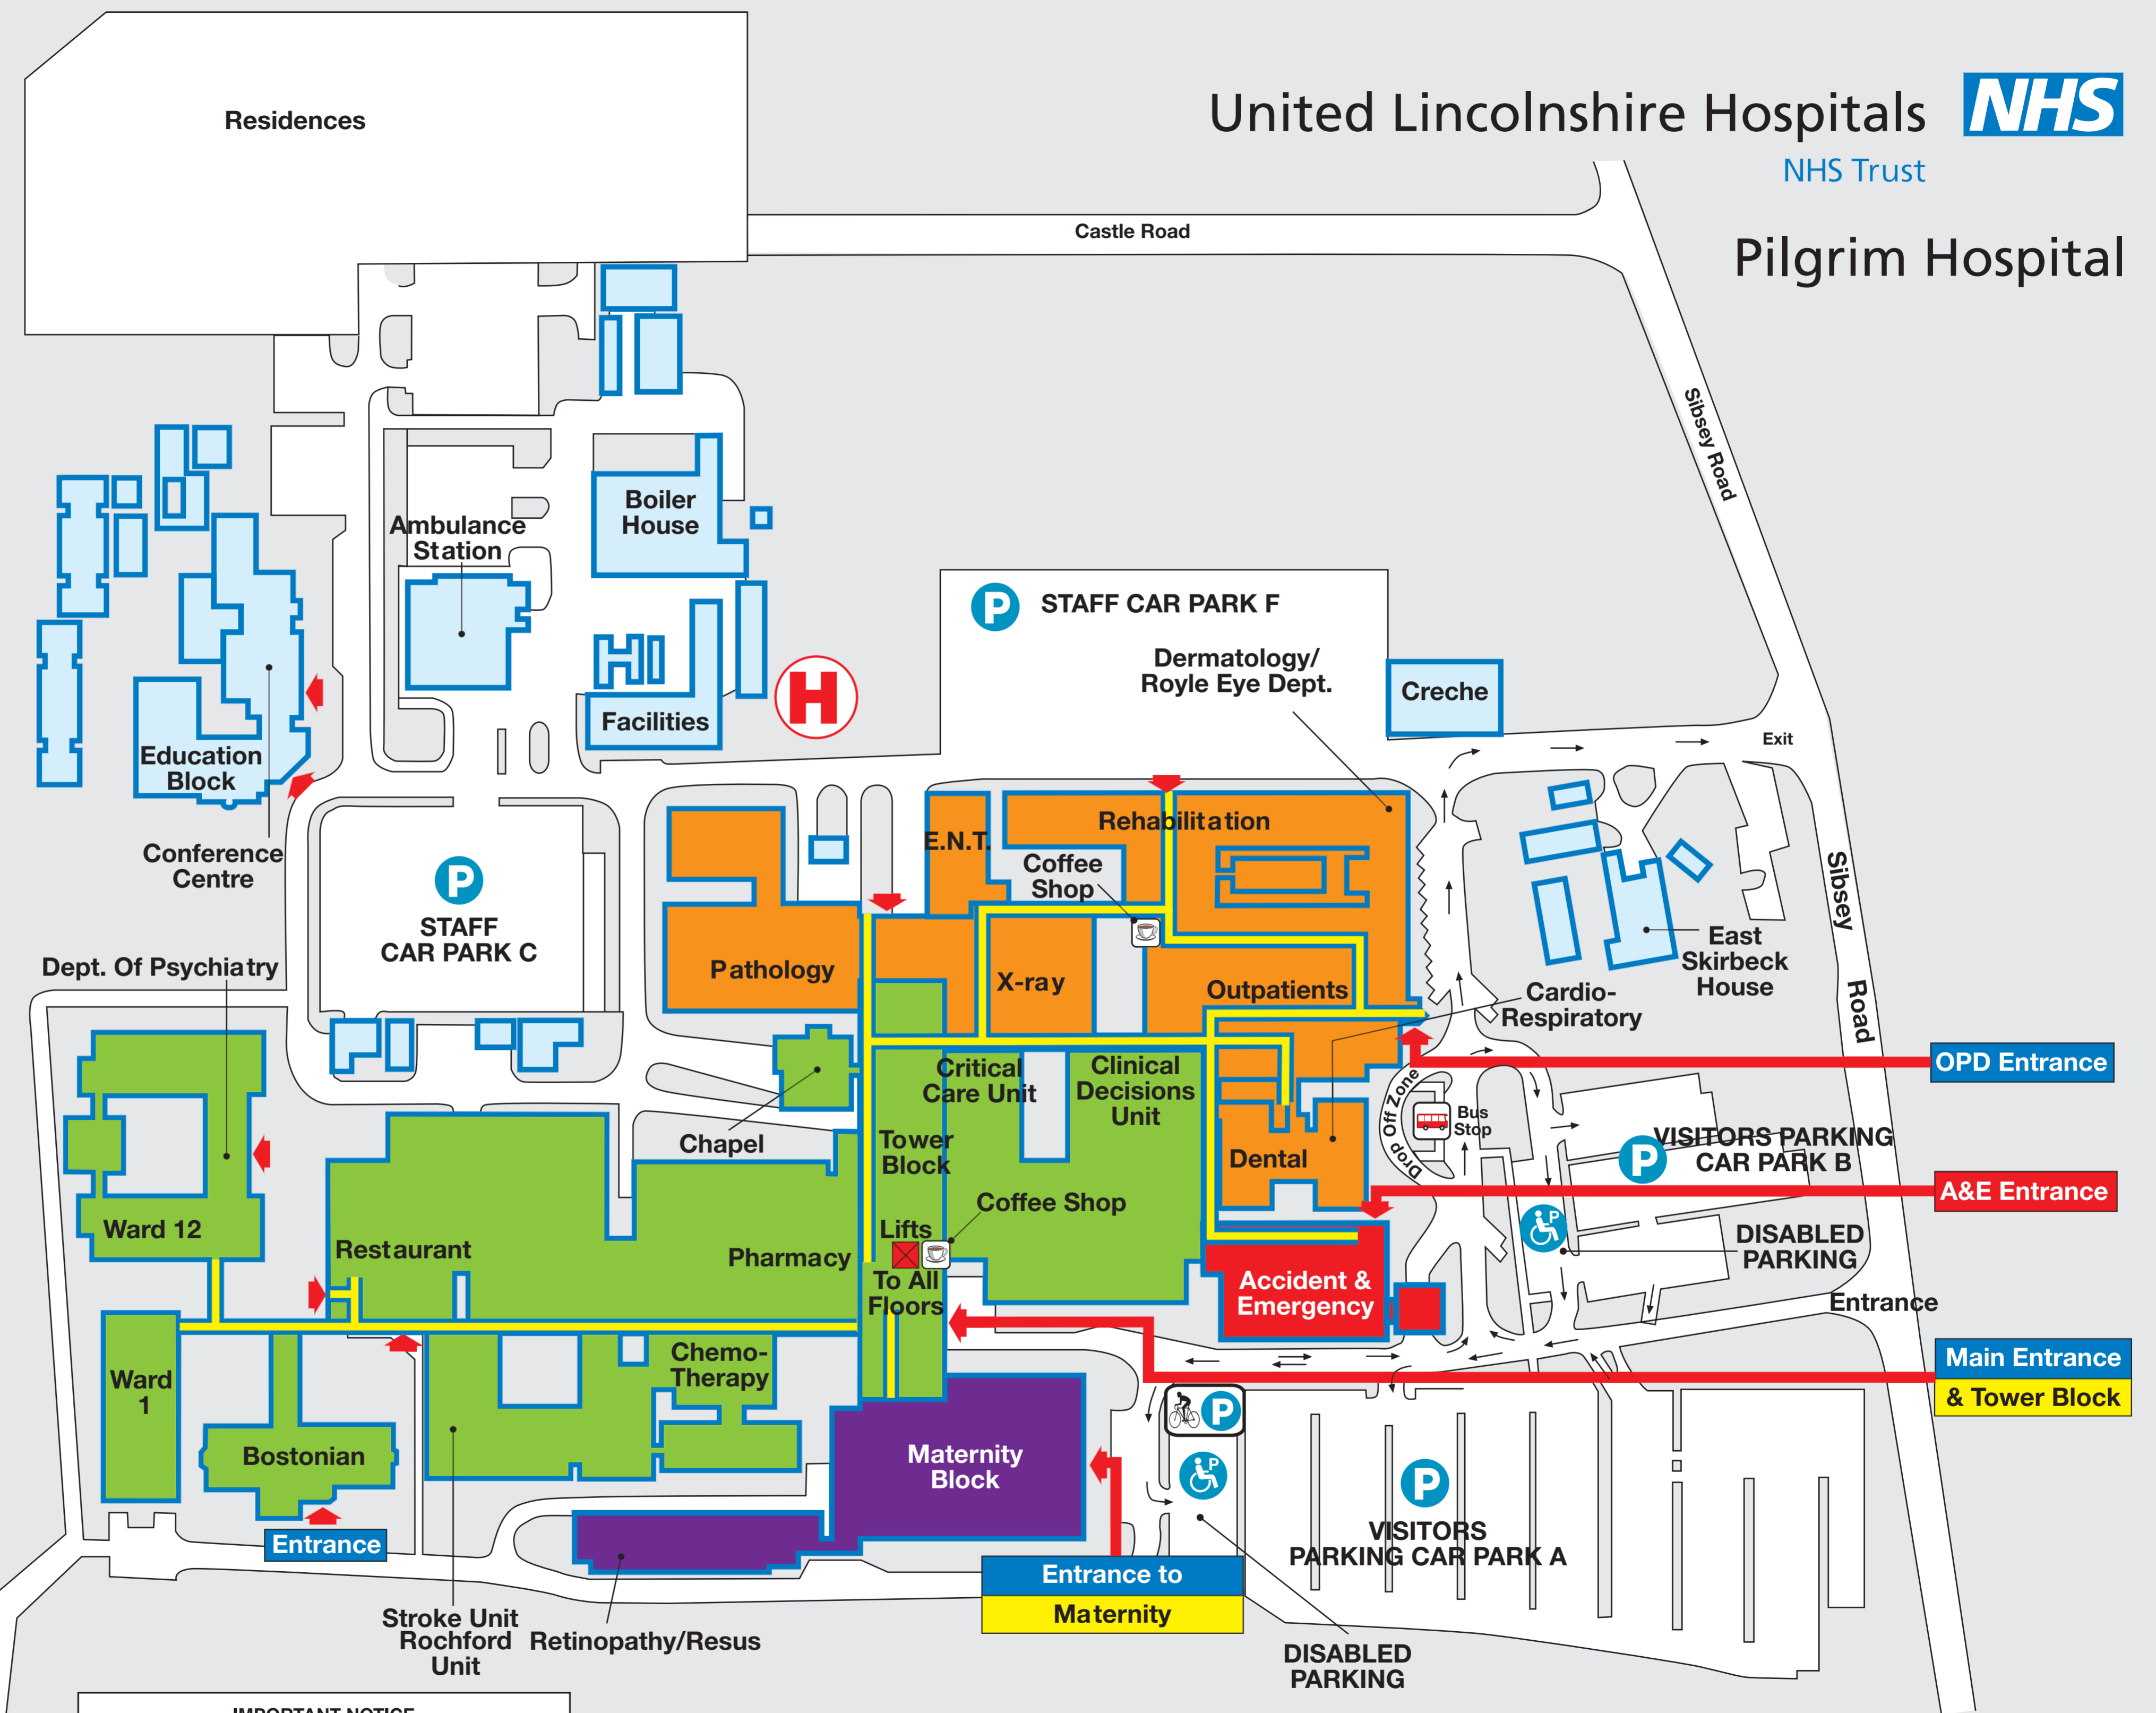 United Lincolnshire Hospitals
NHS
NHS Trust
Pilgrim Hospital
Residences
Castle Road
Sibsey Road
Boiler
House
Ambulance
Station
P
STAFF CAR PARK F
Dermatology/
Royle Eye Dept.
Creche
H
Facilities
Exit
Education
Block
Conference
Centre
Rehabilitation
E.N.T.
Coffee
Shop
P
STAFF
CAR PARK C
Sibsey
Road
Dept. Of Psychiatry
Pathology
X-ray
Outpatients
East
Skirbeck
House
Cardio-
Respiratory
OPD Entrance
Critical
Care Unit
Clinical
Decisions
Unit
Drop Off Zone
Bus
Stop
Chapel
Tower
Block
Dental
P
VISITORS PARKING
CAR PARK B
A&E Entrance
Coffee Shop
P
DISABLED
PARKING
Ward 12
Restaurant
Pharmacy
Lifts
To All
Floors
Accident &
Emergency
Entrance
Main Entrance
& Tower Block
Ward
1
Chemo-
Therapy
P
Bostonian
Maternity
Block
P
P
VISITORS
PARKING CAR PARK A
Entrance
Entrance to
Maternity
Stroke Unit
Rochford
Unit
Retinopathy/Resus
DISABLED
PARKING
IMPORTANT NOTICE